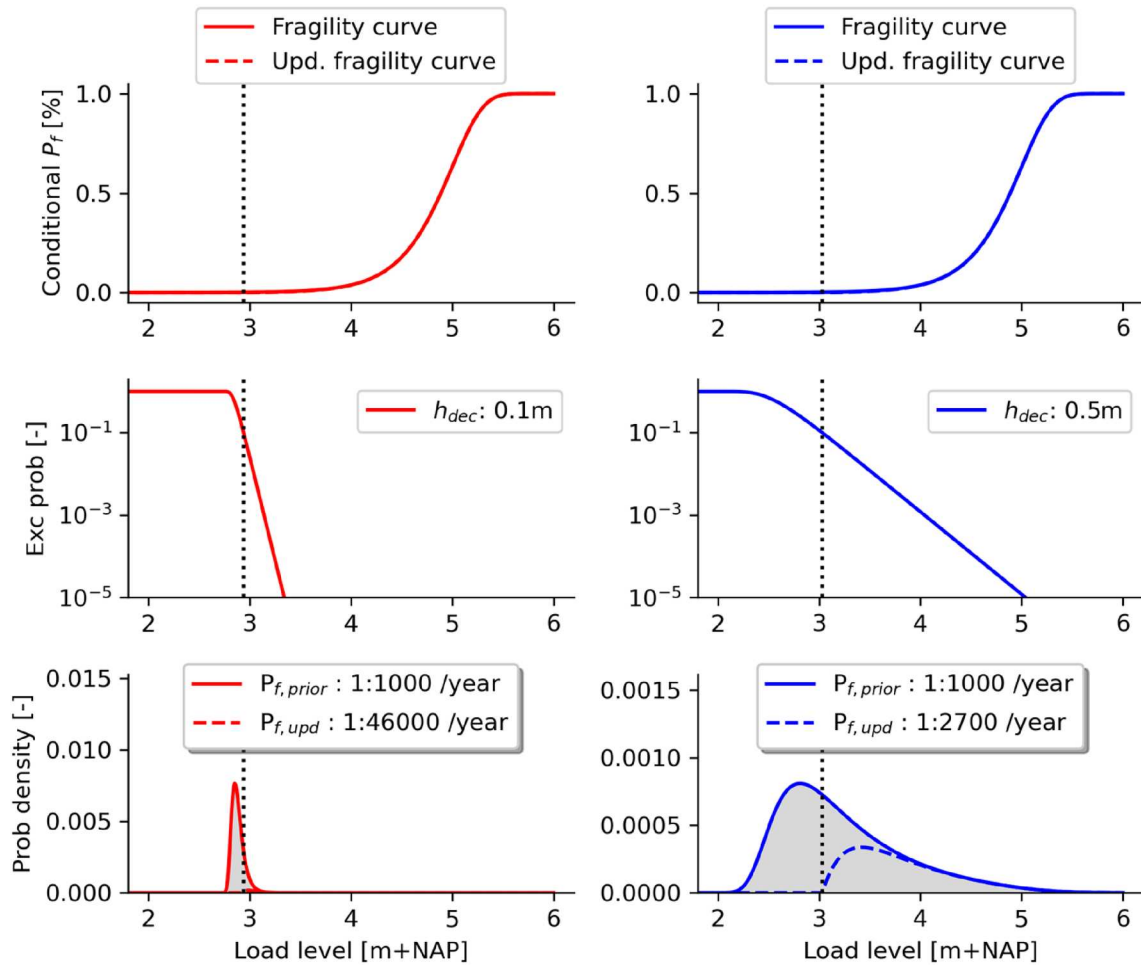 Fragility curve
Upd. fragility curve
Fragility curve
Upd. fragility curve
Conditional P_f [%]
1.0
0.5
0.0
2 3 4 5 6
1.0
0.5
0.0
2 3 4 5 6
Exc prob [-]
10^-1
10^-3
10^-5
h_dec: 0.1m
2 3 4 5 6
10^-1
10^-3
10^-5
h_dec: 0.5m
2 3 4 5 6
Prob density [-]
0.015
0.010
0.005
0.000
P_f,prior : 1:1000 /year
P_f,upd : 1:46000 /year
2 3 4 5 6
Load level [m+NAP]
0.0015
0.0010
0.0005
0.0000
P_f,prior : 1:1000 /year
P_f,upd : 1:2700 /year
2 3 4 5 6
Load level [m+NAP]